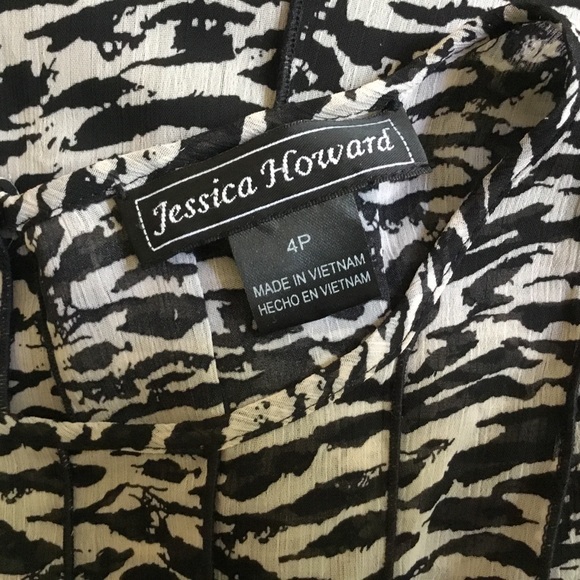 Jessica Howard
4P
MADE IN VIETNAM
HECHO EN VIETNAM